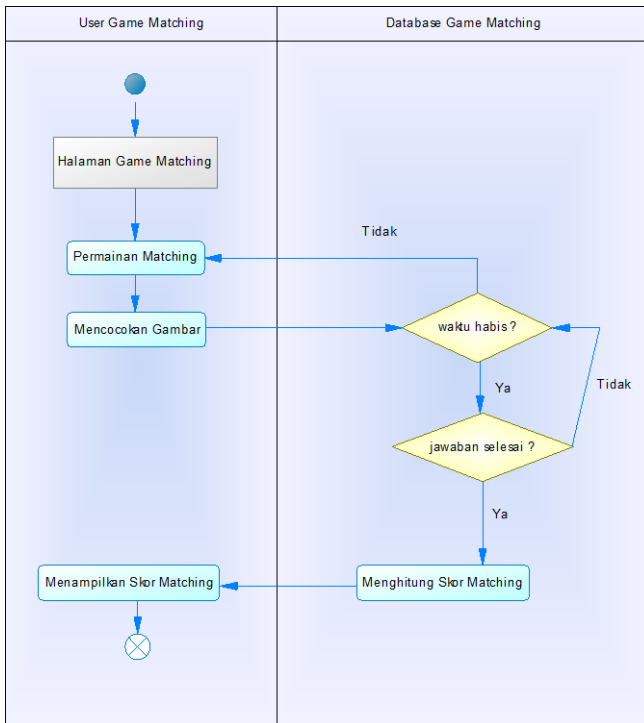 User Game Matching
Database Game Matching
Halaman Game Matching
Permainan Matching
Tidak
Mencocokan Gambar
waktu habis ?
Ya
Tidak
jawaban selesai ?
Ya
Menampilkan Skor Matching
Menghitung Skor Matching